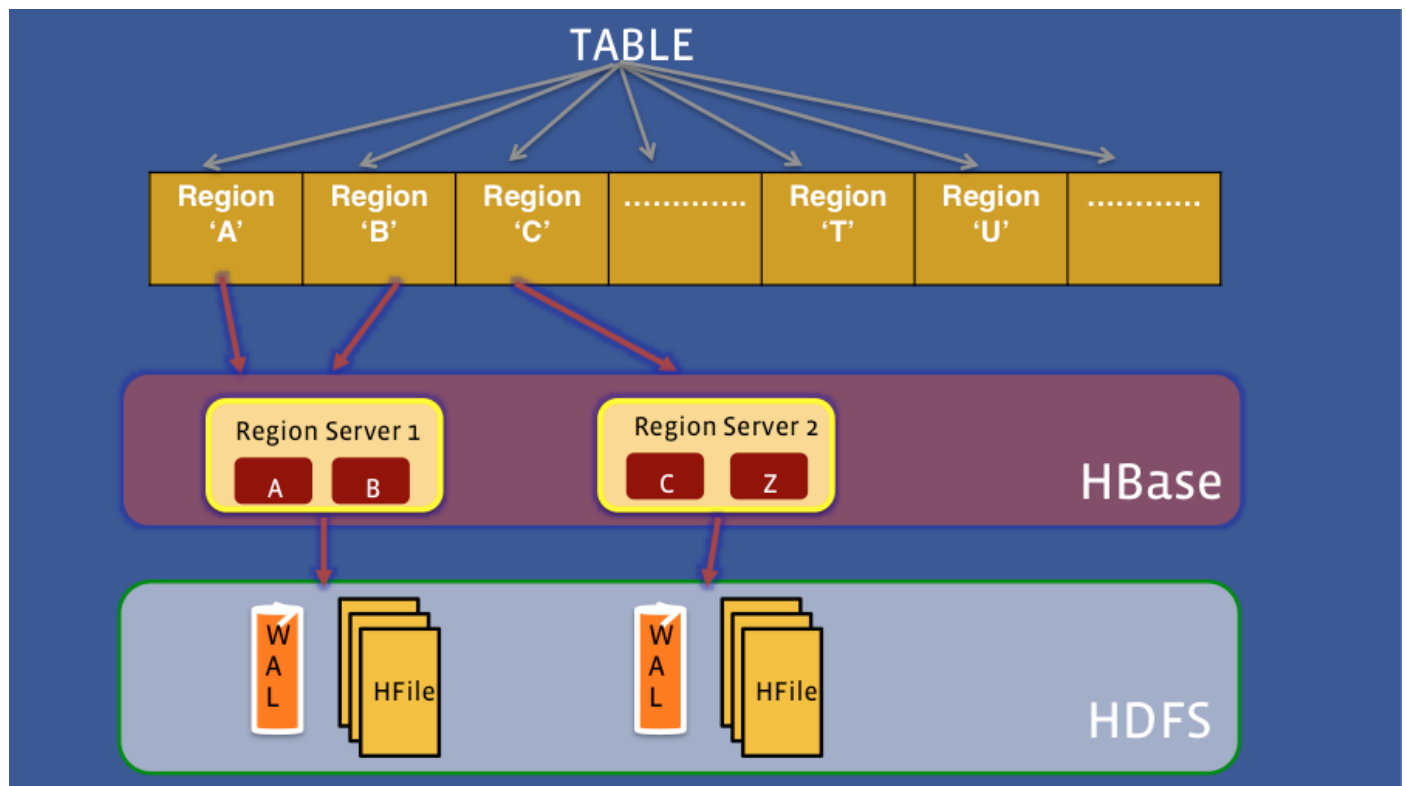 TABLE
Region
‘A’
Region
‘B’
Region
‘C’
.............
Region
‘T’
Region
‘U’
............
Region Server 1
A
B
Region Server 2
C
Z
HBase
W
A
L
HFile
W
A
L
HFile
HDFS